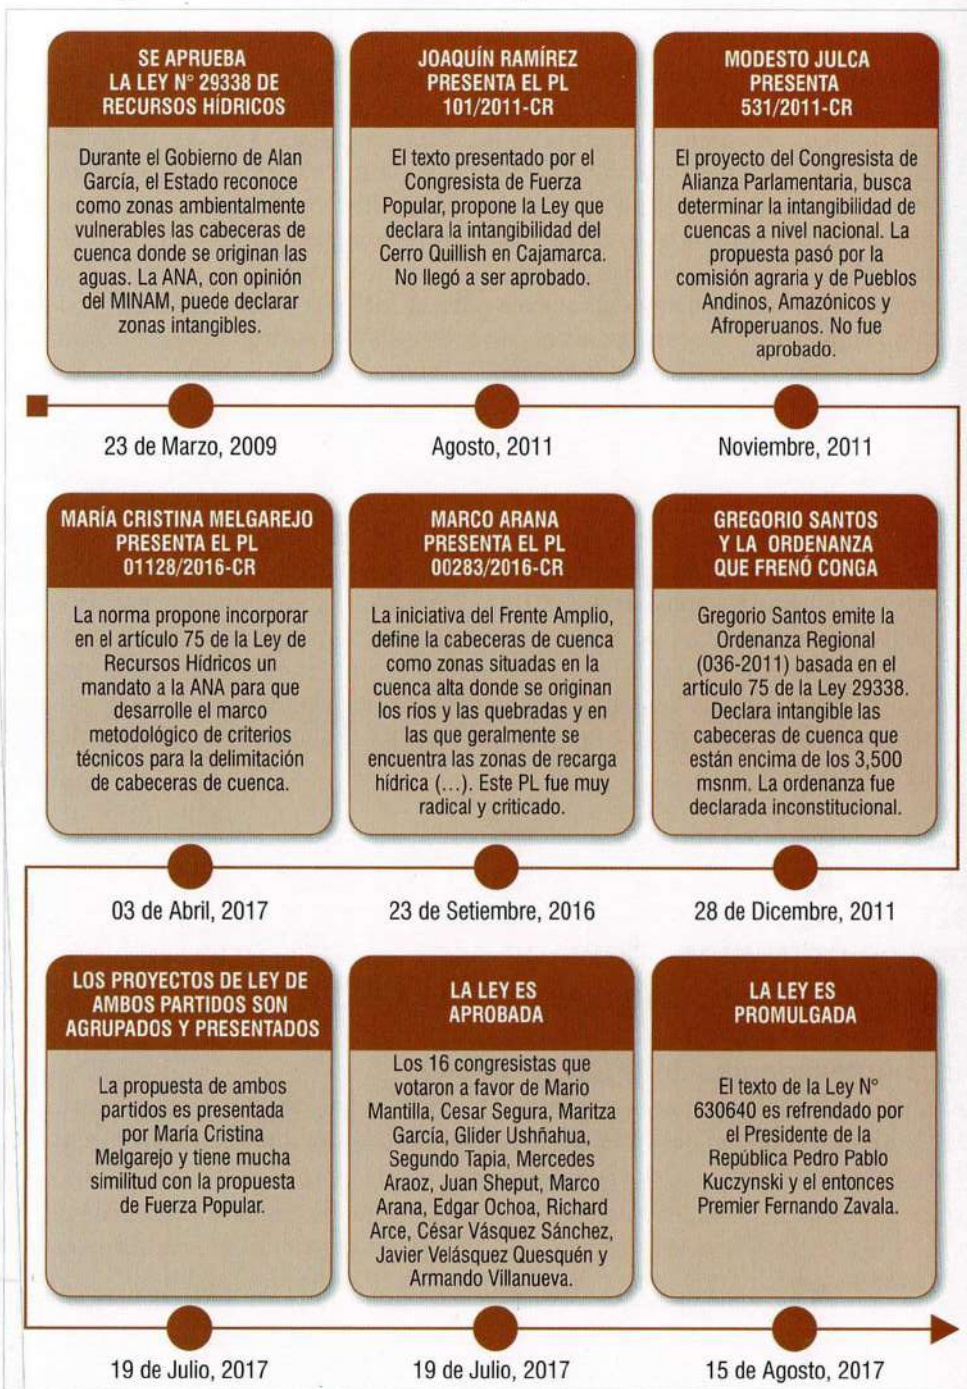 SE APRUEBA
LA LEY N° 29338 DE
RECURSOS HÍDRICOS
Durante el Gobierno de Alan
García, el Estado reconoce
como zonas ambientalmente
vulnerables las cabeceras de
cuenca donde se originan las
aguas. La ANA, con opinión
del MINAM, puede declarar
zonas intangibles.
23 de Marzo, 2009
JOAQUÍN RAMÍREZ
PRESENTA EL PL
101/2011-CR
El texto presentado por el
Congresista de Fuerza
Popular, propone la Ley que
declara la intangibilidad del
Cerro Quillish en Cajamarca.
No llegó a ser aprobado.
Agosto, 2011
MODESTO JULCA
PRESENTA
531/2011-CR
El proyecto del Congresista de
Alianza Parlamentaria, busca
determinar la intangibilidad de
cuencas a nivel nacional. La
propuesta pasó por la
comisión agraria y de Pueblos
Andinos, Amazónicos y
Afroperuanos. No fue
aprobado.
Noviembre, 2011
GREGORIO SANTOS
Y LA ORDENANZA
QUE FRENÓ CONGA
Gregorio Santos emite la
Ordenanza Regional
(036-2011) basada en el
artículo 75 de la Ley 29338.
Declara intangible las
cabeceras de cuenca que
están encima de los 3,500
msnm. La ordenanza fue
declarada inconstitucional.
28 de Dicembre, 2011
MARCO ARANA
PRESENTA EL PL
00283/2016-CR
La iniciativa del Frente Amplio,
define la cabeceras de cuenca
como zonas situadas en la
cuenca alta donde se originan
los ríos y las quebradas y en
las que geralmente se
encuentra las zonas de recarga
hídrica (...). Este PL fue muy
radical y criticado.
23 de Setiembre, 2016
MARÍA CRISTINA MELGAREJO
PRESENTA EL PL
01128/2016-CR
La norma propone incorporar
en el artículo 75 de la Ley de
Recursos Hídricos un
mandato a la ANA para que
desarrolle el marco
metodológico de criterios
técnicos para la delimitación
de cabeceras de cuenca.
03 de Abril, 2017
LOS PROYECTOS DE LEY DE
AMBOS PARTIDOS SON
AGRUPADOS Y PRESENTADOS
La propuesta de ambos
partidos es presentada
por María Cristina
Melgarejo y tiene mucha
similitud con la propuesta
de Fuerza Popular.
19 de Julio, 2017
LA LEY ES
APROBADA
Los 16 congresistas que
votaron a favor de Mario
Mantilla, Cesar Segura, Maritza
García, Glider Ushñahua,
Segundo Tapia, Mercedes
Araoz, Juan Sheput, Marco
Arana, Edgar Ochoa, Richard
Arce, César Vásquez Sánchez,
Javier Velásquez Quesquén y
Armando Villanueva.
19 de Julio, 2017
LA LEY ES
PROMULGADA
El texto de la Ley N°
630640 es refrendado por
el Presidente de la
República Pedro Pablo
Kuczynski y el entonces
Premier Fernando Zavala.
15 de Agosto, 2017